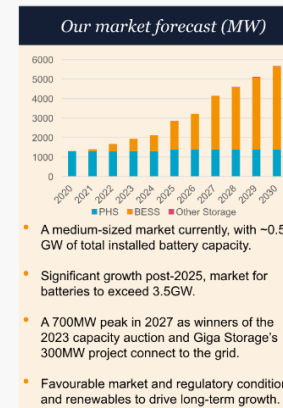 Our market forecast (MW)
6000
5000
4000
3000
2000
1000
0
2020 2021 2022 2023 2024 2025 2026 2027 2028 2029 2030
PHS BESS Other Storage
A medium-sized market currently, with ~0.5
GW of total installed battery capacity.
Significant growth post-2025, market for
batteries to exceed 3.5GW.
A 700MW peak in 2027 as winners of the
2023 capacity auction and Giga Storage's
300MW project connect to the grid.
Favourable market and regulatory condition
and renewables to drive long-term growth.